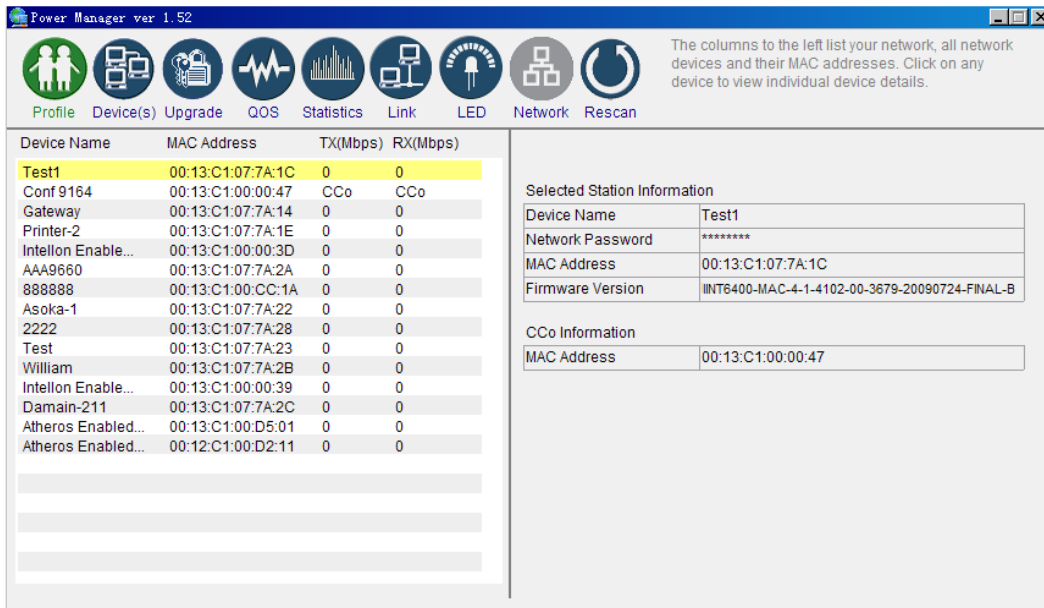 Power Manager ver 1.52
Profile Device(s) Upgrade QOS Statistics Link LED Network Rescan
The columns to the left list your network, all network
devices and their MAC addresses. Click on any
device to view individual device details.
Device Name MAC Address TX(Mbps) RX(Mbps)
Test1 00:13:C1:07:7A:1C 0 0
Conf 9164 00:13:C1:00:00:47 CCo CCo
Gateway 00:13:C1:07:7A:14 0 0
Printer-2 00:13:C1:07:7A:1E 0 0
Intellon Enable... 00:13:C1:00:00:3D 0 0
AAA9660 00:13:C1:07:7A:2A 0 0
888888 00:13:C1:00:CC:1A 0 0
Asoka-1 00:13:C1:07:7A:22 0 0
2222 00:13:C1:07:7A:28 0 0
Test 00:13:C1:07:7A:23 0 0
William 00:13:C1:07:7A:2B 0 0
Intellon Enable... 00:13:C1:00:00:39 0 0
Damain-211 00:13:C1:07:7A:2C 0 0
Atheros Enabled... 00:13:C1:00:D5:01 0 0
Atheros Enabled... 00:12:C1:00:D2:11 0 0
Selected Station Information
Device Name Test1
Network Password ********
MAC Address 00:13:C1:07:7A:1C
Firmware Version IINT6400-MAC-4-1-4102-00-3679-20090724-FINAL-B
CCo Information
MAC Address 00:13:C1:00:00:47